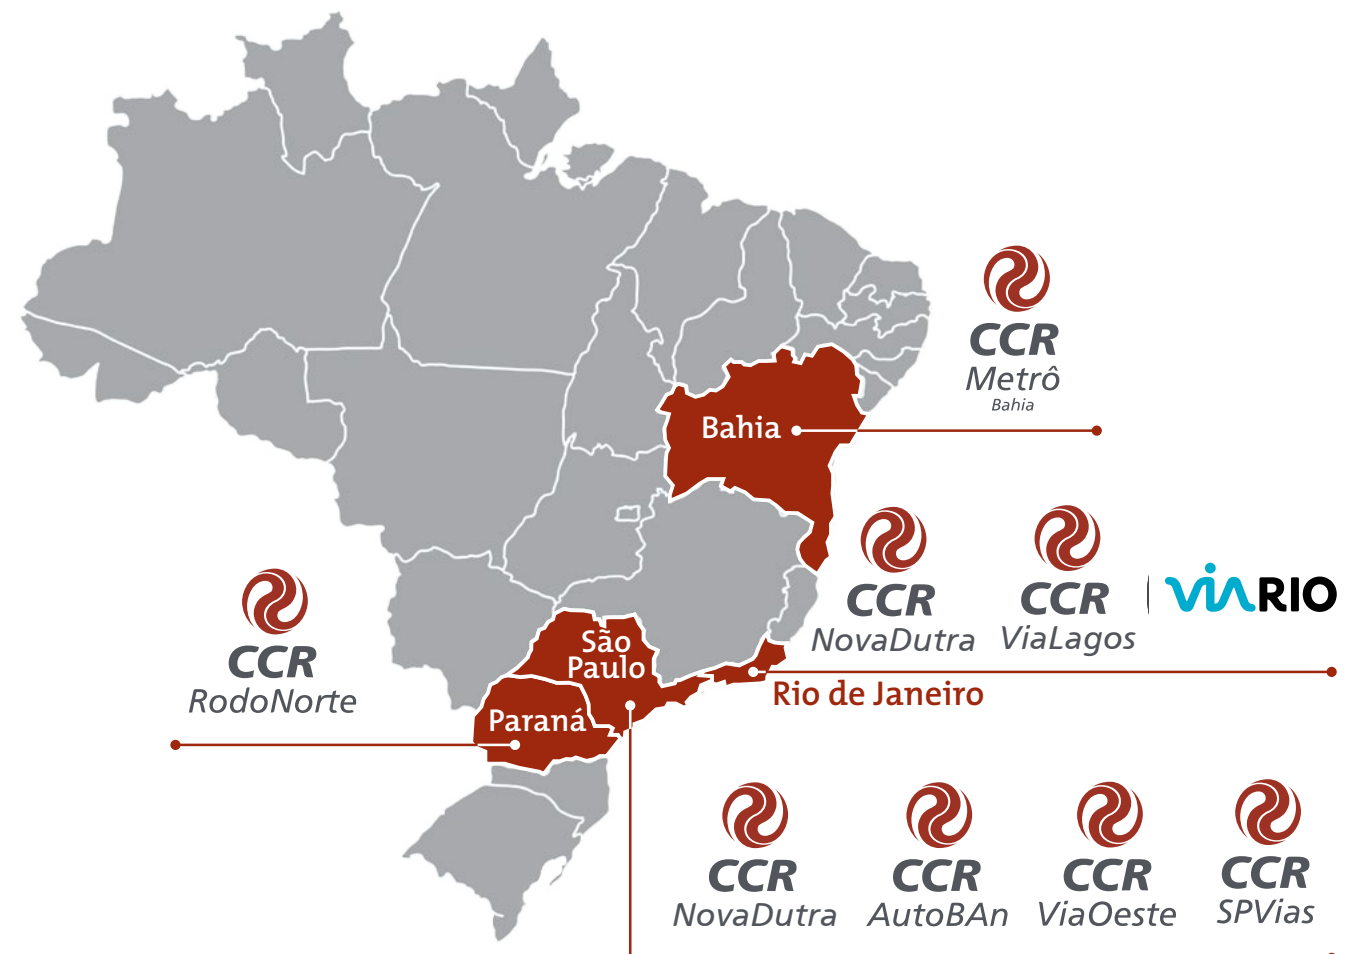 CCR
Metrô
Bahia
Bahia
CCR
NovaDutra
CCR
ViaLagos
VIARIO
Rio de Janeiro
CCR
RodoNorte
São
Paulo
Paraná
CCR
NovaDutra
CCR
AutoBAn
CCR
ViaOeste
CCR
SPVias